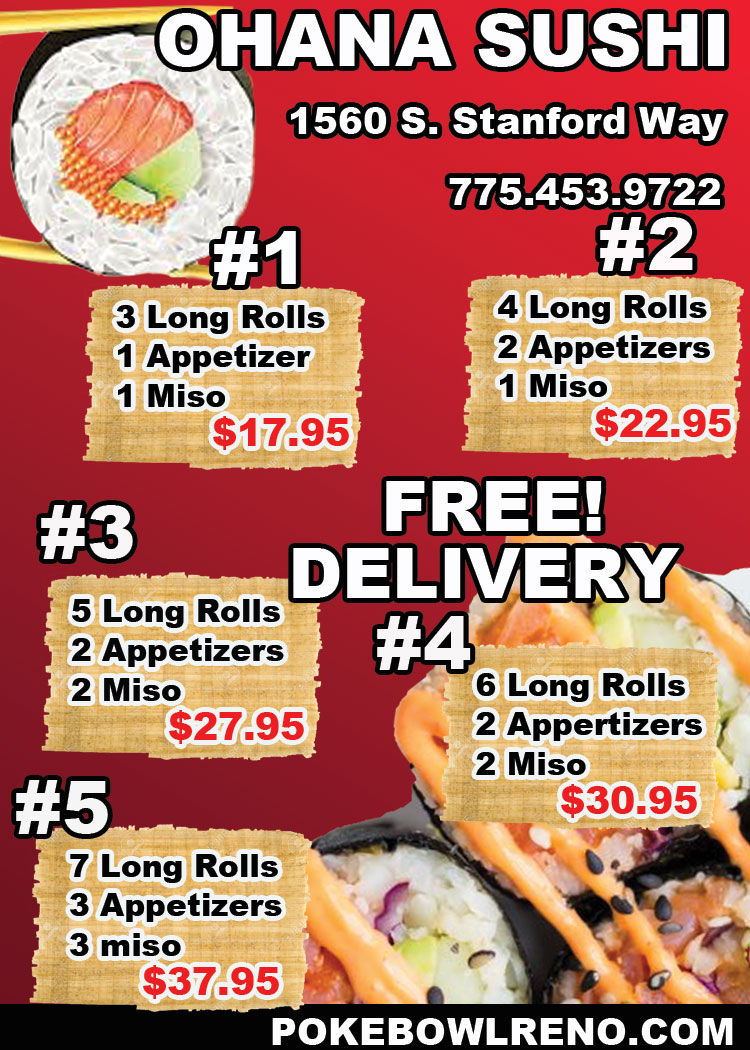 OHANA SUSHI
1560 S. Stanford Way
775.453.9722
#1
3 Long Rolls
1 Appetizer
1 Miso
$17.95
#2
4 Long Rolls
2 Appetizers
1 Miso
$22.95
FREE!
DELIVERY
#3
5 Long Rolls
2 Appetizers
2 Miso
$27.95
#4
6 Long Rolls
2 Appertizers
2 Miso
$30.95
#5
7 Long Rolls
3 Appetizers
3 miso
$37.95
POKEBOWLRENO.COM